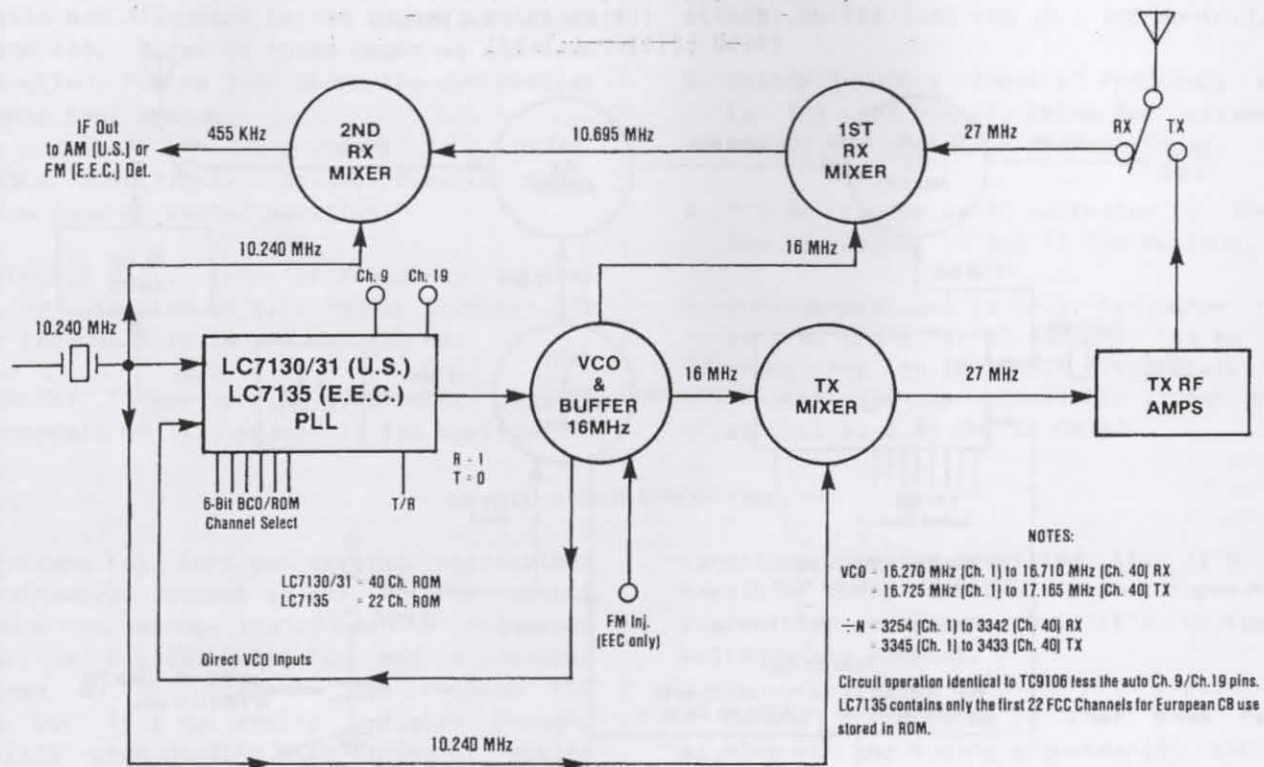 RX
TX
IF Out
to AM (U.S.) or
FM (E.E.C.) Det.
455 KHz
2ND
RX
MIXER
10.695 MHz
1ST
RX
MIXER
27 MHz
10.240 MHz
16 MHz
Ch. 9
Ch. 19
10.240 MHz
LC7130/31 (U.S.)
LC7135 (E.E.C.)
PLL
VCO
&
BUFFER
16MHz
16 MHz
TX
MIXER
27 MHz
TX RF
AMPS
R - 1
T = 0
6-Bit BCO/ROM
Channel Select
T/R
LC7130/31 = 40 Ch. ROM
LC7135 = 22 Ch. ROM
FM Inj.
(EEC only)
Direct VCO Inputs
10.240 MHz
NOTES:
VCO - 16.270 MHz (Ch. 1) to 16.710 MHz (Ch. 40) RX
- 16.725 MHz (Ch. 1) to 17.165 MHz (Ch. 40) TX
÷N = 3254 (Ch. 1) to 3342 (Ch. 40) RX
- 3345 (Ch. 1) to 3433 (Ch. 40) TX
Circuit operation identical to TC9106 less the auto Ch. 9/Ch.19 pins.
LC7135 contains only the first 22 FCC Channels for European CB use
stored in ROM.